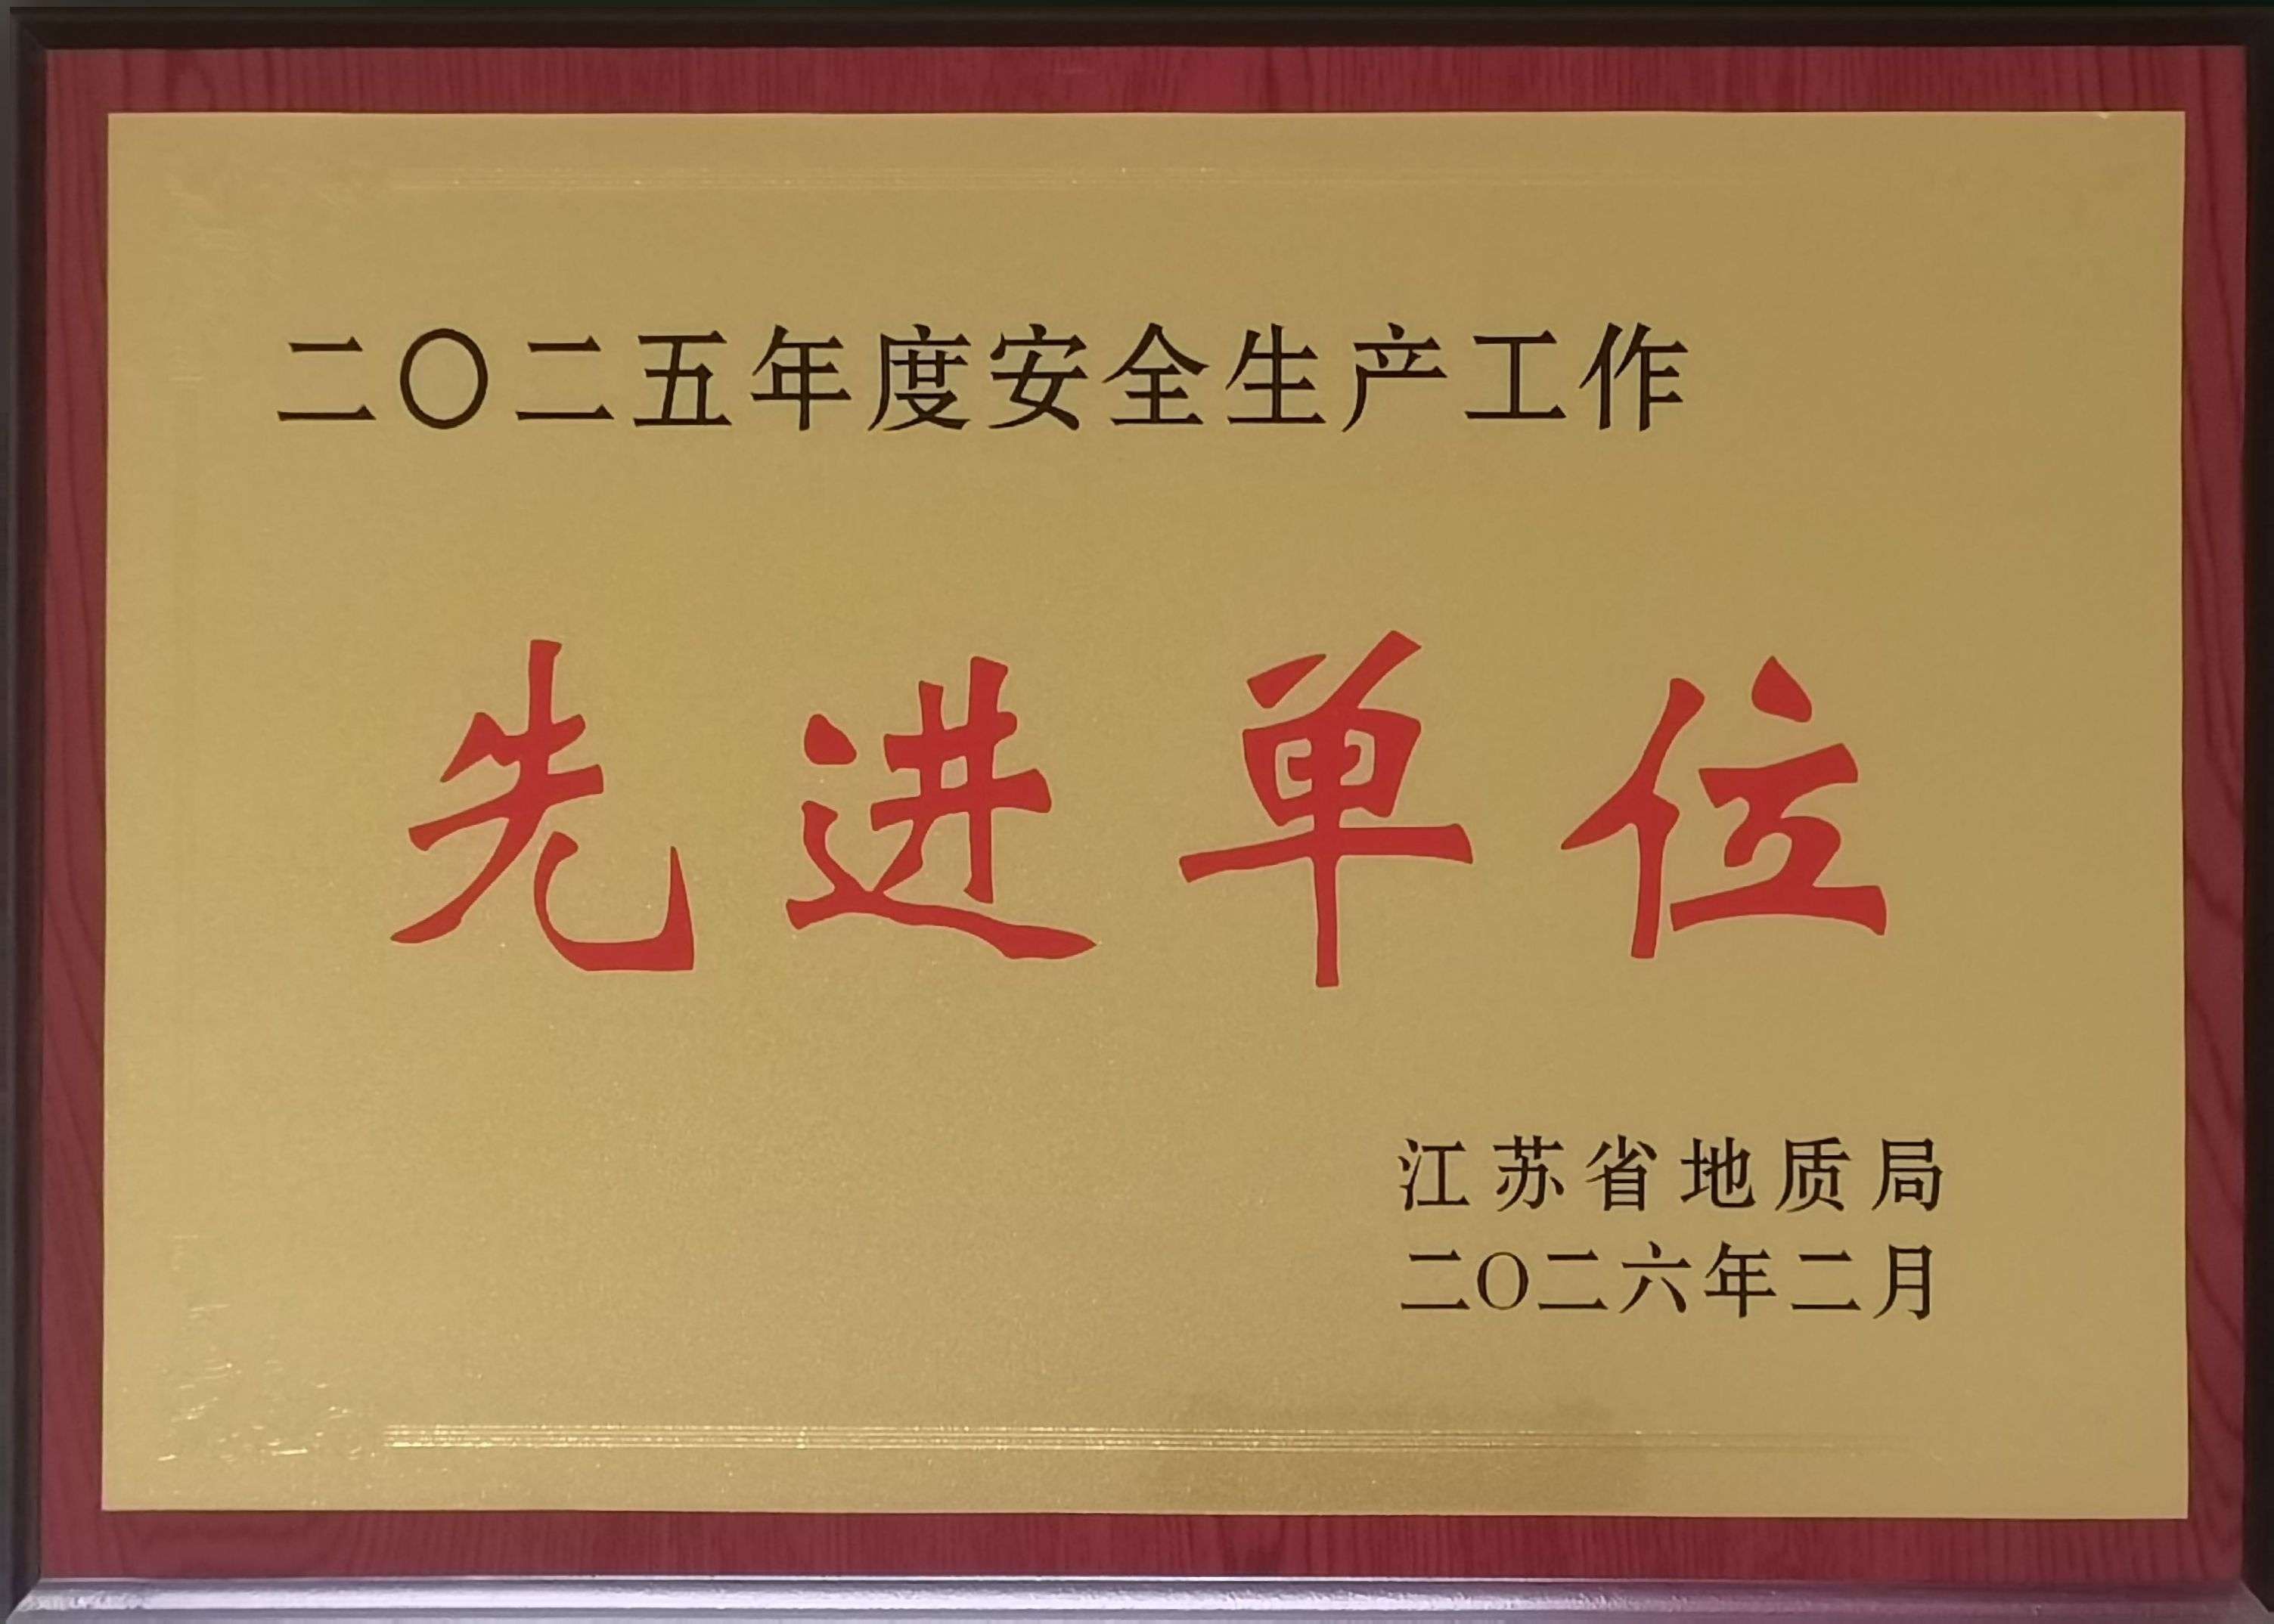 二〇二五年度安全生产工作
先进单位
江苏省地质局
二〇二六年二月